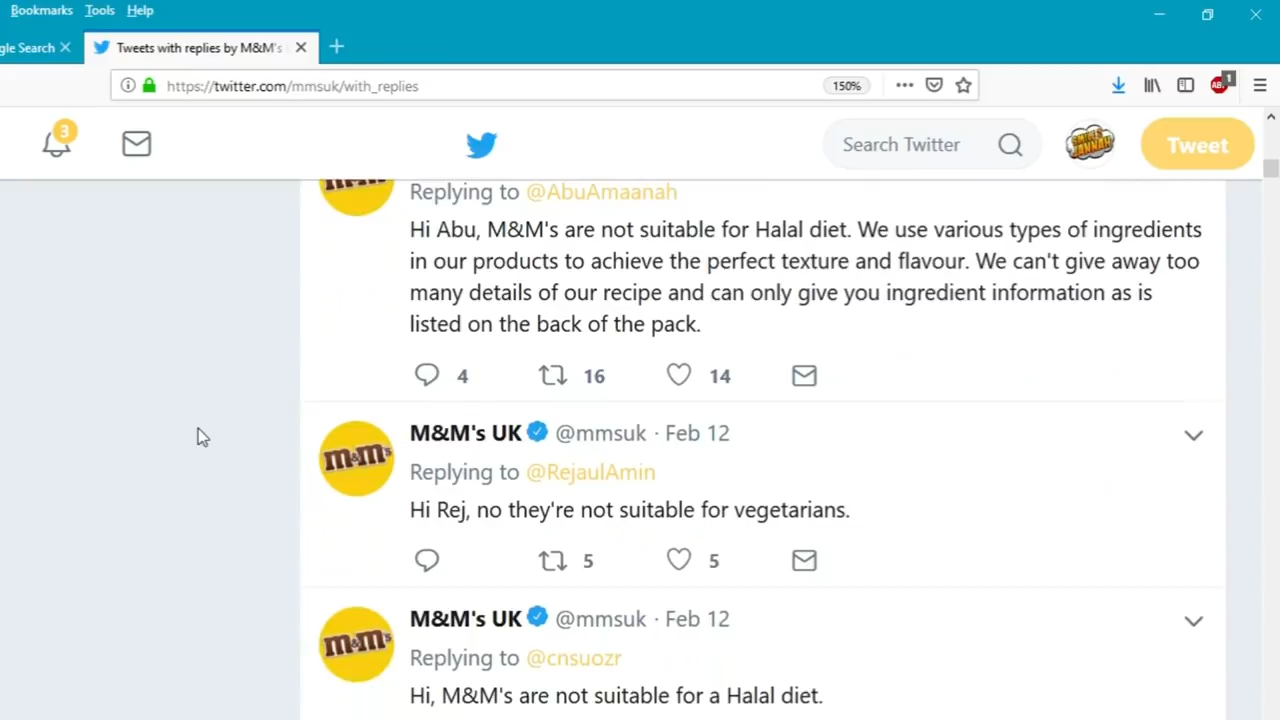 Bookmarks Tools Help
gle Search
Tweets with replies by M&M's
https://twitter.com/mmsuk/with_replies
150%
ABP
1
3
Search Twitter
SMILE 2 JANNAH
Tweet
Replying to @AbuAmaanah
Hi Abu, M&M's are not suitable for Halal diet. We use various types of ingredients
in our products to achieve the perfect texture and flavour. We can't give away too
many details of our recipe and can only give you ingredient information as is
listed on the back of the pack.
4 16 14
m&m's
M&M's UK @mmsuk · Feb 12
Replying to @RejaulAmin
Hi Rej, no they're not suitable for vegetarians.
5 5
m&m's
M&M's UK @mmsuk · Feb 12
Replying to @cnsuozr
Hi, M&M's are not suitable for a Halal diet.